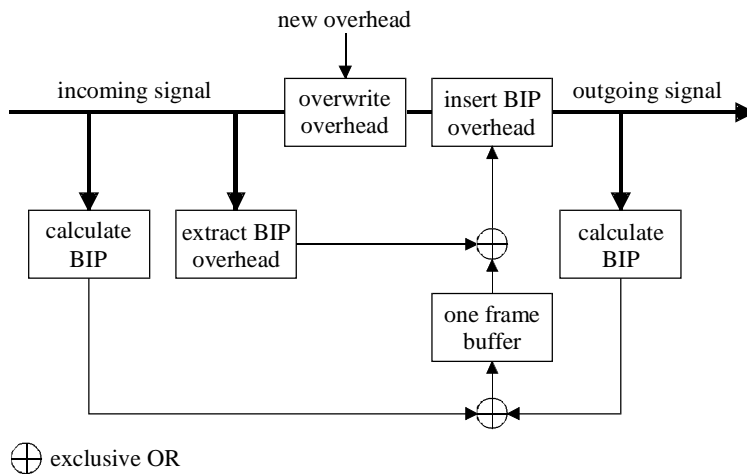 new overhead
incoming signal
overwrite
overhead
insert BIP
overhead
outgoing signal
calculate
BIP
extract BIP
overhead
calculate
BIP
one frame
buffer
exclusive OR